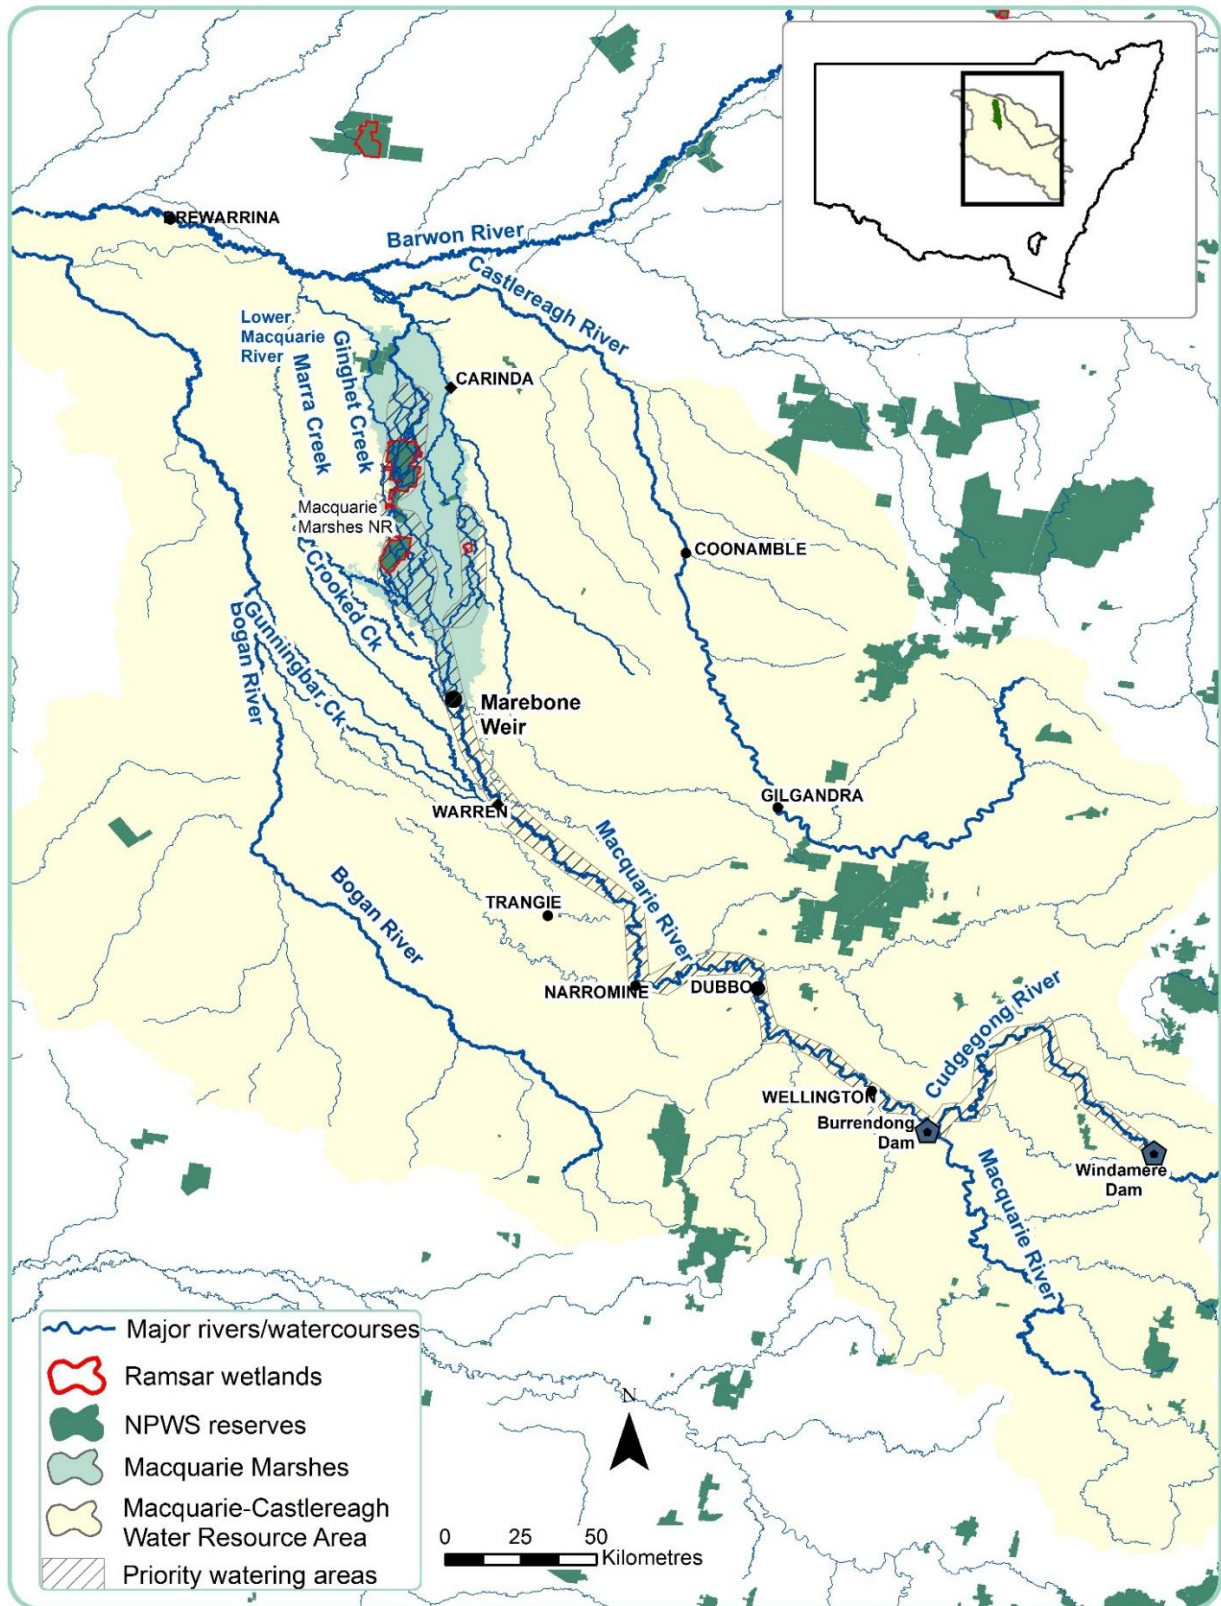 BREWARRINA
Barwon River
Castlereagh River
Lower
Macquarie
River
Ginghet Creek
Marra Creek
CARINDA
Macquarie
Marshes NR
COONAMBLE
Crooked Ck
Gunningbar Ck
Bogan River
Marebone
Weir
GILGANDRA
WARREN
Macquarie River
Bogan River
TRANGIE
NARROMINE
DUBBO
Cudgegong River
WELLINGTON
Burrendong
Dam
Windamere
Dam
Macquarie River
Major rivers/watercourses
Ramsar wetlands
NPWS reserves
Macquarie Marshes
Macquarie-Castlereagh
Water Resource Area
Priority watering areas
N
0 25 50
Kilometres